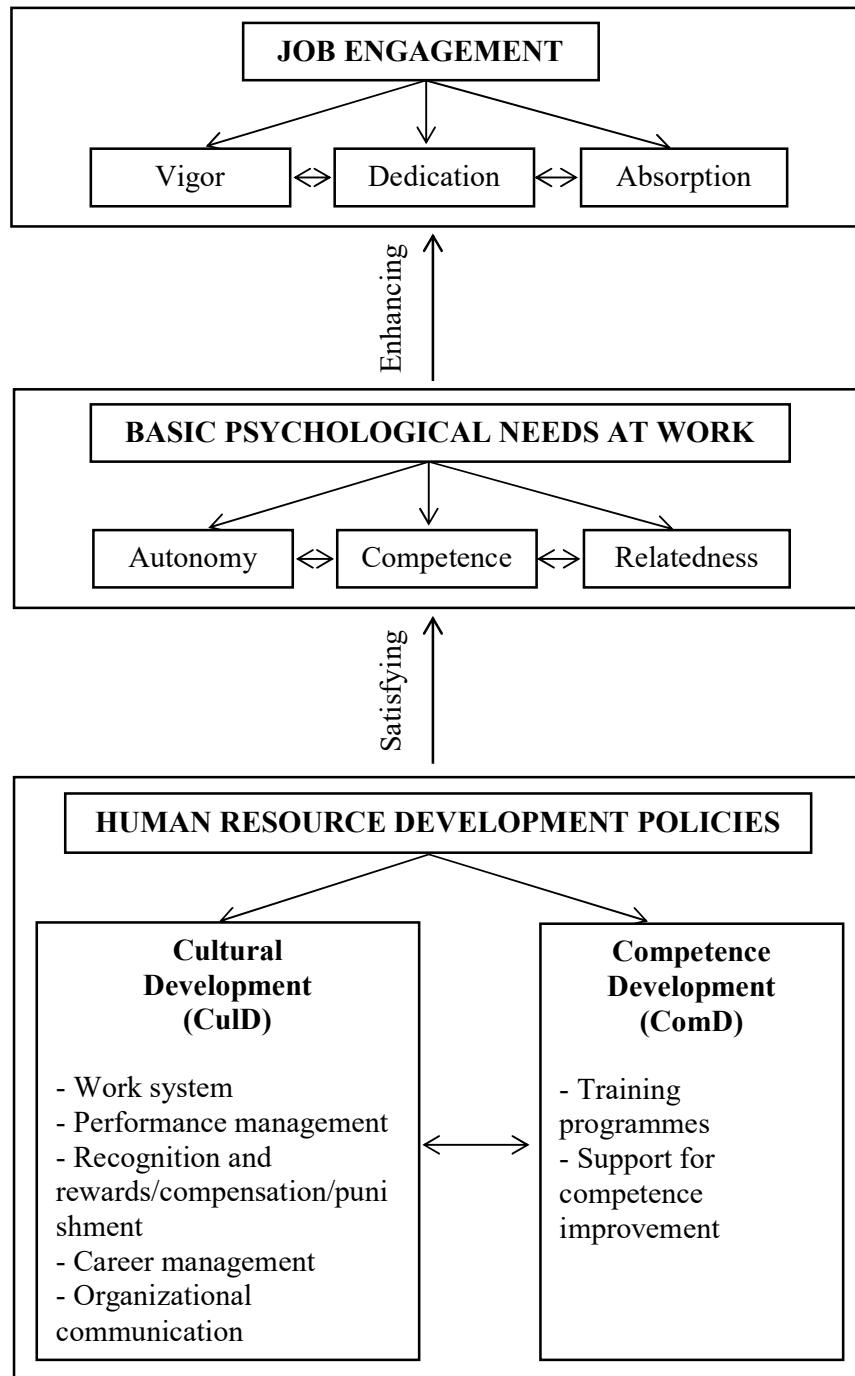 JOB ENGAGEMENT
Vigor
Dedication
Absorption
Enhancing
BASIC PSYCHOLOGICAL NEEDS AT WORK
Autonomy
Competence
Relatedness
Satisfying
HUMAN RESOURCE DEVELOPMENT POLICIES
Cultural
Development
(CulD)
- Work system
- Performance management
- Recognition and
rewards/compensation/puni
shment
- Career management
- Organizational
communication
Competence
Development
(ComD)
- Training
programmes
- Support for
competence
improvement